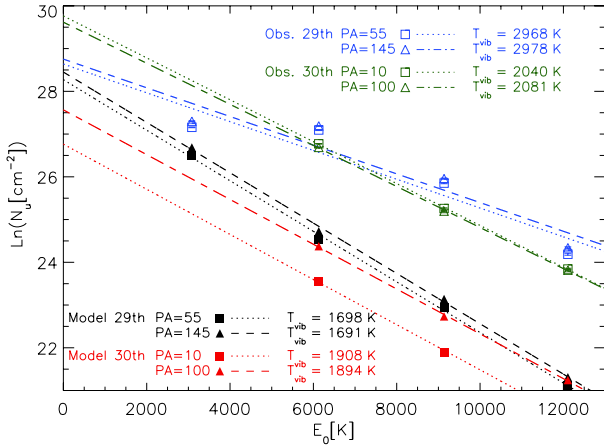 Obs. 29th PA=55 T_vib = 2968 K
PA=145 T_vib = 2978 K
Obs. 30th PA=10 T_vib = 2040 K
PA=100 T_vib = 2081 K
Ln(N_u[cm^-2])
30
28
26
24
22
Model 29th PA=55 T_vib = 1698 K
PA=145 T_vib = 1691 K
Model 30th PA=10 T_vib = 1908 K
PA=100 T_vib = 1894 K
0 2000 4000 6000 8000 10000 12000
E_0[K]